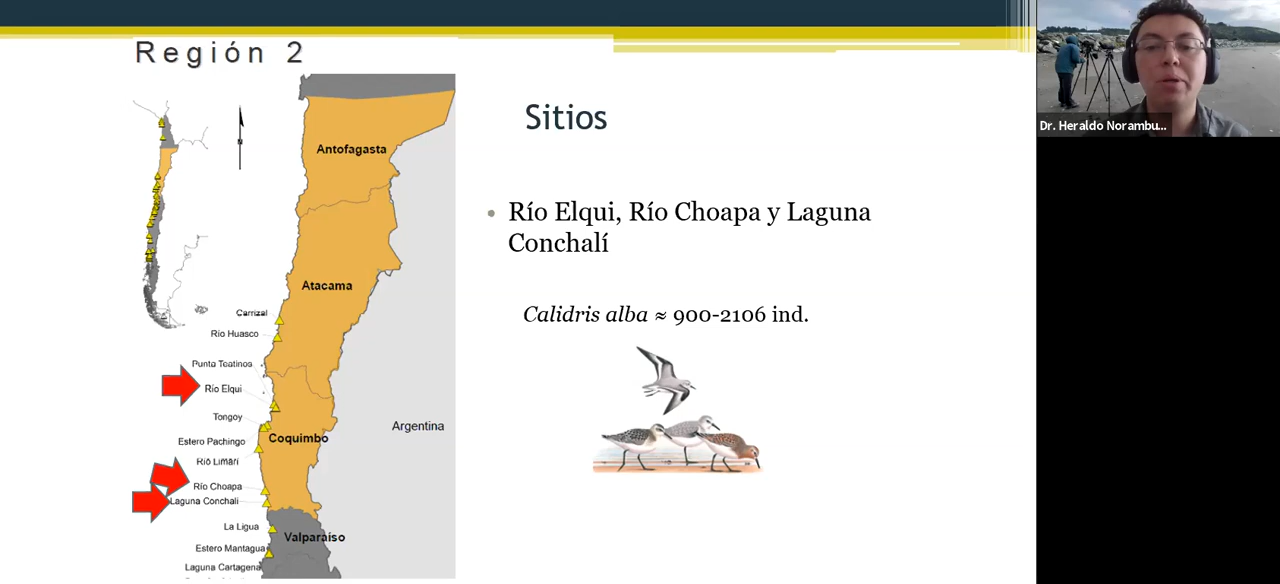 Región 2
Sitios
Dr. Heraldo Norambu...
Antofagasta
Río Elqui, Río Choapa y Laguna
Conchalí
Atacama
Calidris alba ≈ 900-2106 ind.
Carrizal
Río Huasco
Punta Teatinos
Río Elqui
Tongoy
Argentina
Coquimbo
Estero Pachingo
Río Limarí
Río Choapa
Laguna Conchalí
La Ligua
Valparaíso
Estero Mantagua
Laguna Cartagena